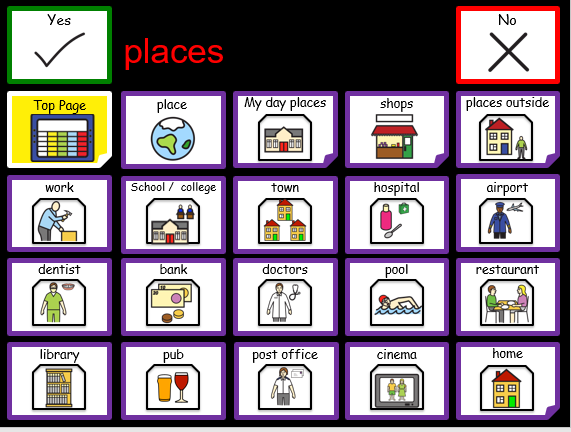 Yes
places
No
Top Page
place
My day places
shops
places outside
work
School / college
town
hospital
airport
dentist
bank
doctors
pool
restaurant
library
pub
post office
cinema
home